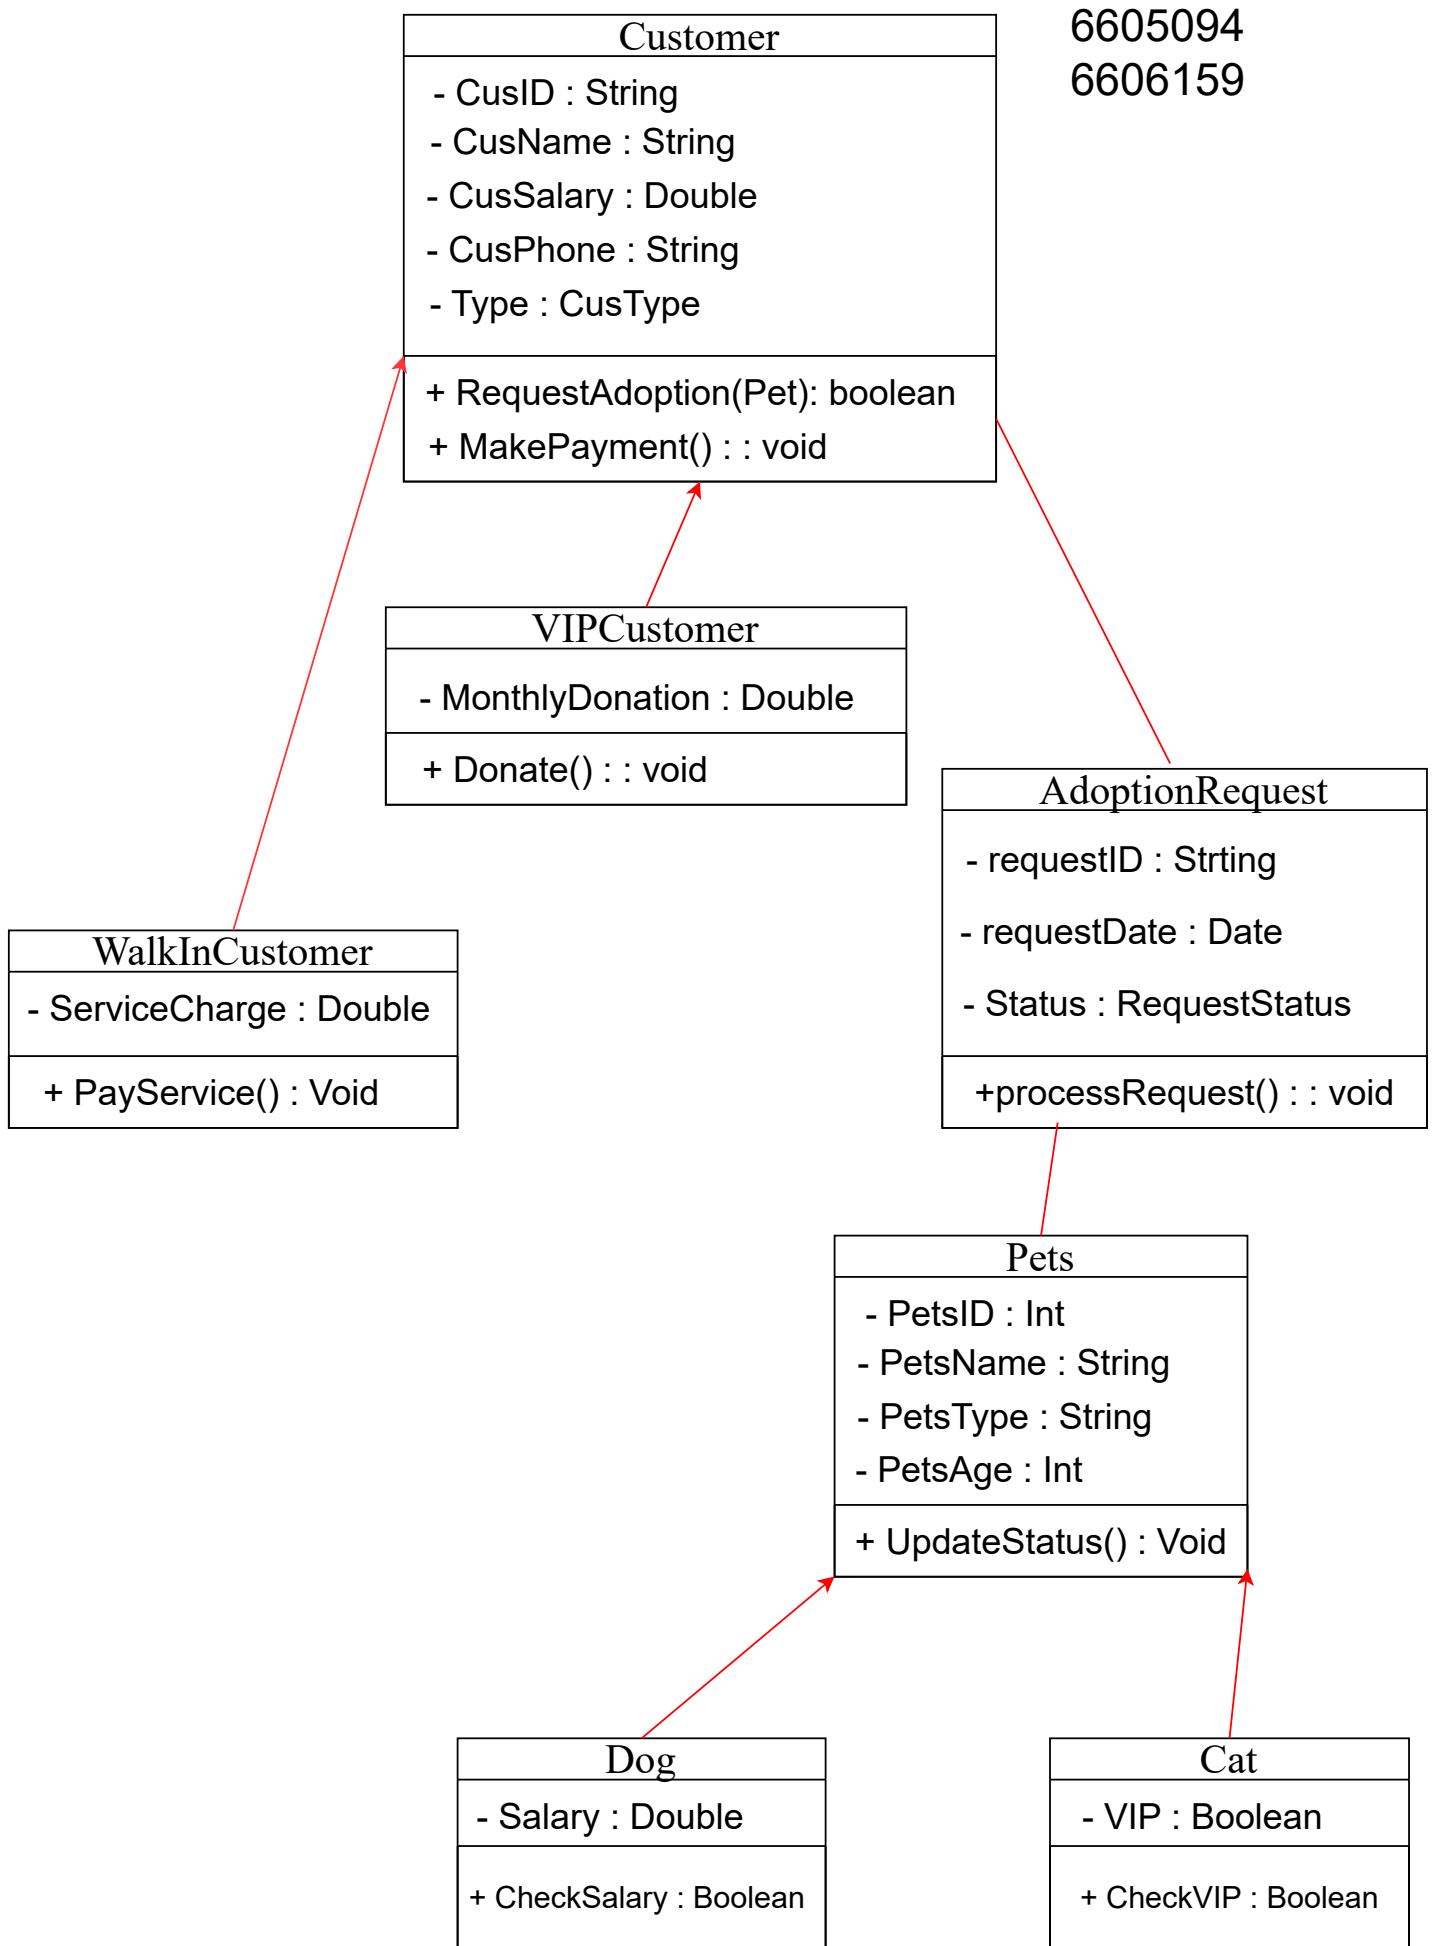 Customer
- CusID : String
- CusName : String
- CusSalary : Double
- CusPhone : String
- Type : CusType
+ RequestAdoption(Pet): boolean
+ MakePayment() : : void
6605094
6606159
VIPCustomer
- MonthlyDonation : Double
+ Donate() : : void
AdoptionRequest
- requestID : Strting
- requestDate : Date
- Status : RequestStatus
+processRequest() : : void
WalkInCustomer
- ServiceCharge : Double
+ PayService() : Void
Pets
- PetsID : Int
- PetsName : String
- PetsType : String
- PetsAge : Int
+ UpdateStatus() : Void
Dog
- Salary : Double
+ CheckSalary : Boolean
Cat
- VIP : Boolean
+ CheckVIP : Boolean